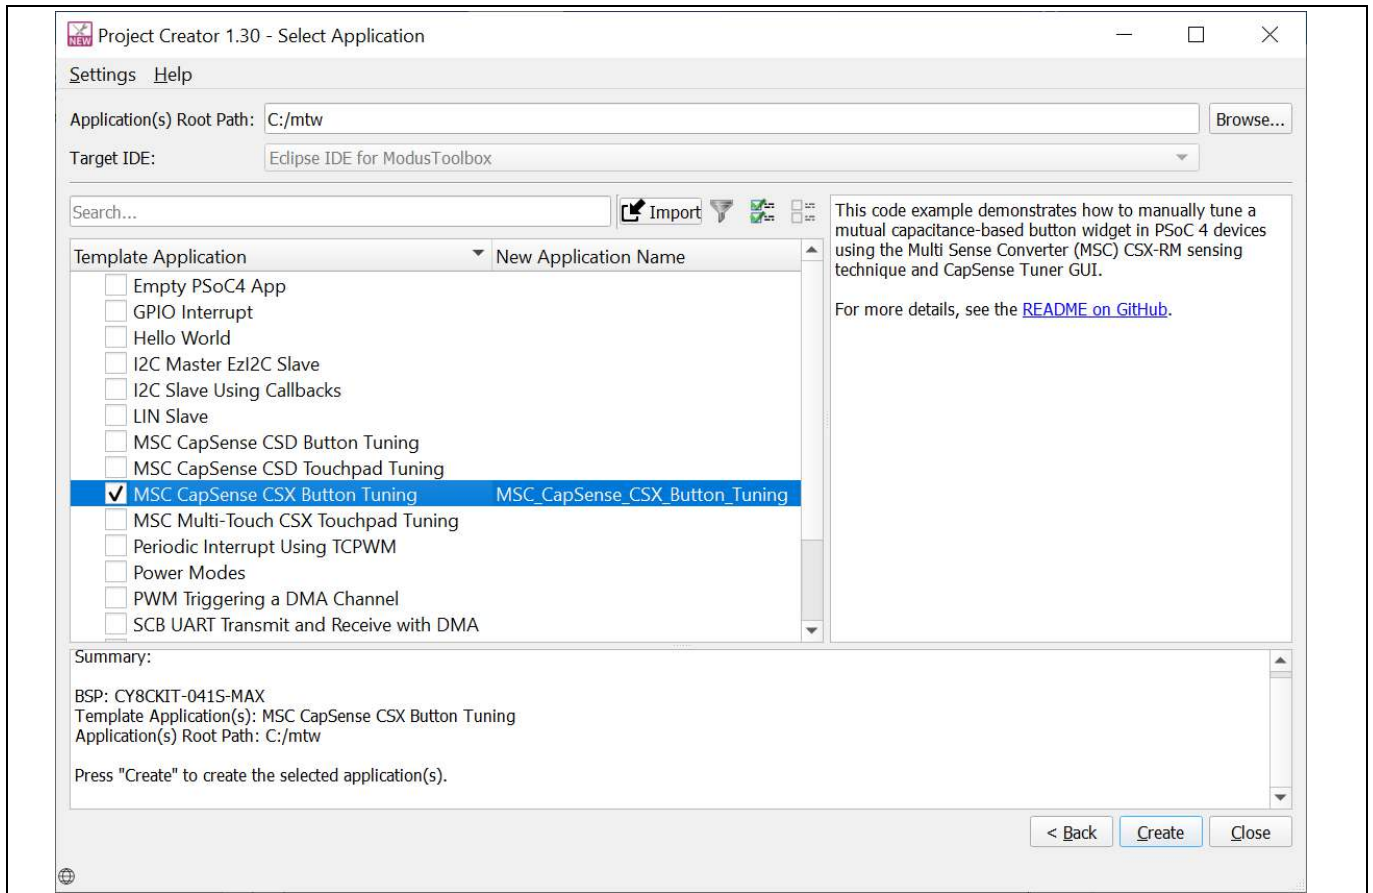 NEW
Project Creator 1.30 - Select Application
Settings Help
Application(s) Root Path: C:/mtw Browse...
Target IDE: Eclipse IDE for ModusToolbox
Search... Import
Template Application New Application Name
Empty PSoC4 App
GPIO Interrupt
Hello World
I2C Master EzI2C Slave
I2C Slave Using Callbacks
LIN Slave
MSC CapSense CSD Button Tuning
MSC CapSense CSD Touchpad Tuning
MSC CapSense CSX Button Tuning MSC_CapSense_CSX_Button_Tuning
MSC Multi-Touch CSX Touchpad Tuning
Periodic Interrupt Using TCPWM
Power Modes
PWM Triggering a DMA Channel
SCB UART Transmit and Receive with DMA
This code example demonstrates how to manually tune a
mutual capacitance-based button widget in PSoC 4 devices
using the Multi Sense Converter (MSC) CSX-RM sensing
technique and CapSense Tuner GUI.
For more details, see the README on GitHub.
Summary:
BSP: CY8CKIT-041S-MAX
Template Application(s): MSC CapSense CSX Button Tuning
Application(s) Root Path: C:/mtw
Press "Create" to create the selected application(s).
< Back Create Close